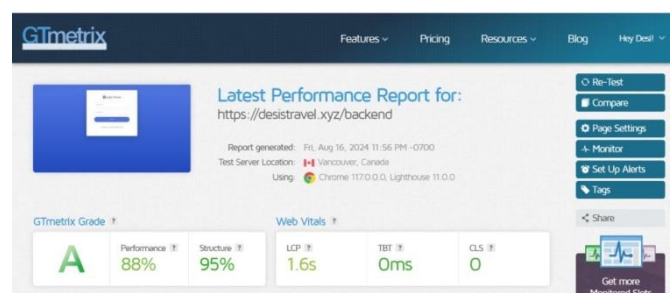 GTmetrix
Features Pricing Resources Blog Hey Desi!
Latest Performance Report for:
https://desistravel.xyz/backend
Report generated: Fri, Aug 16, 2024 11:56 PM -0700
Test Server Location: Vancouver, Canada
Using: Chrome 117.0.0.0, Lighthouse 11.0.0
Re-Test
Compare
Page Settings
Monitor
Set Up Alerts
Tags
Share
GTmetrix Grade ?
A
Performance ?
88%
Structure ?
95%
Web Vitals ?
LCP ?
1.6s
TBT ?
0ms
CLS ?
0
Get more
Monitored Slots